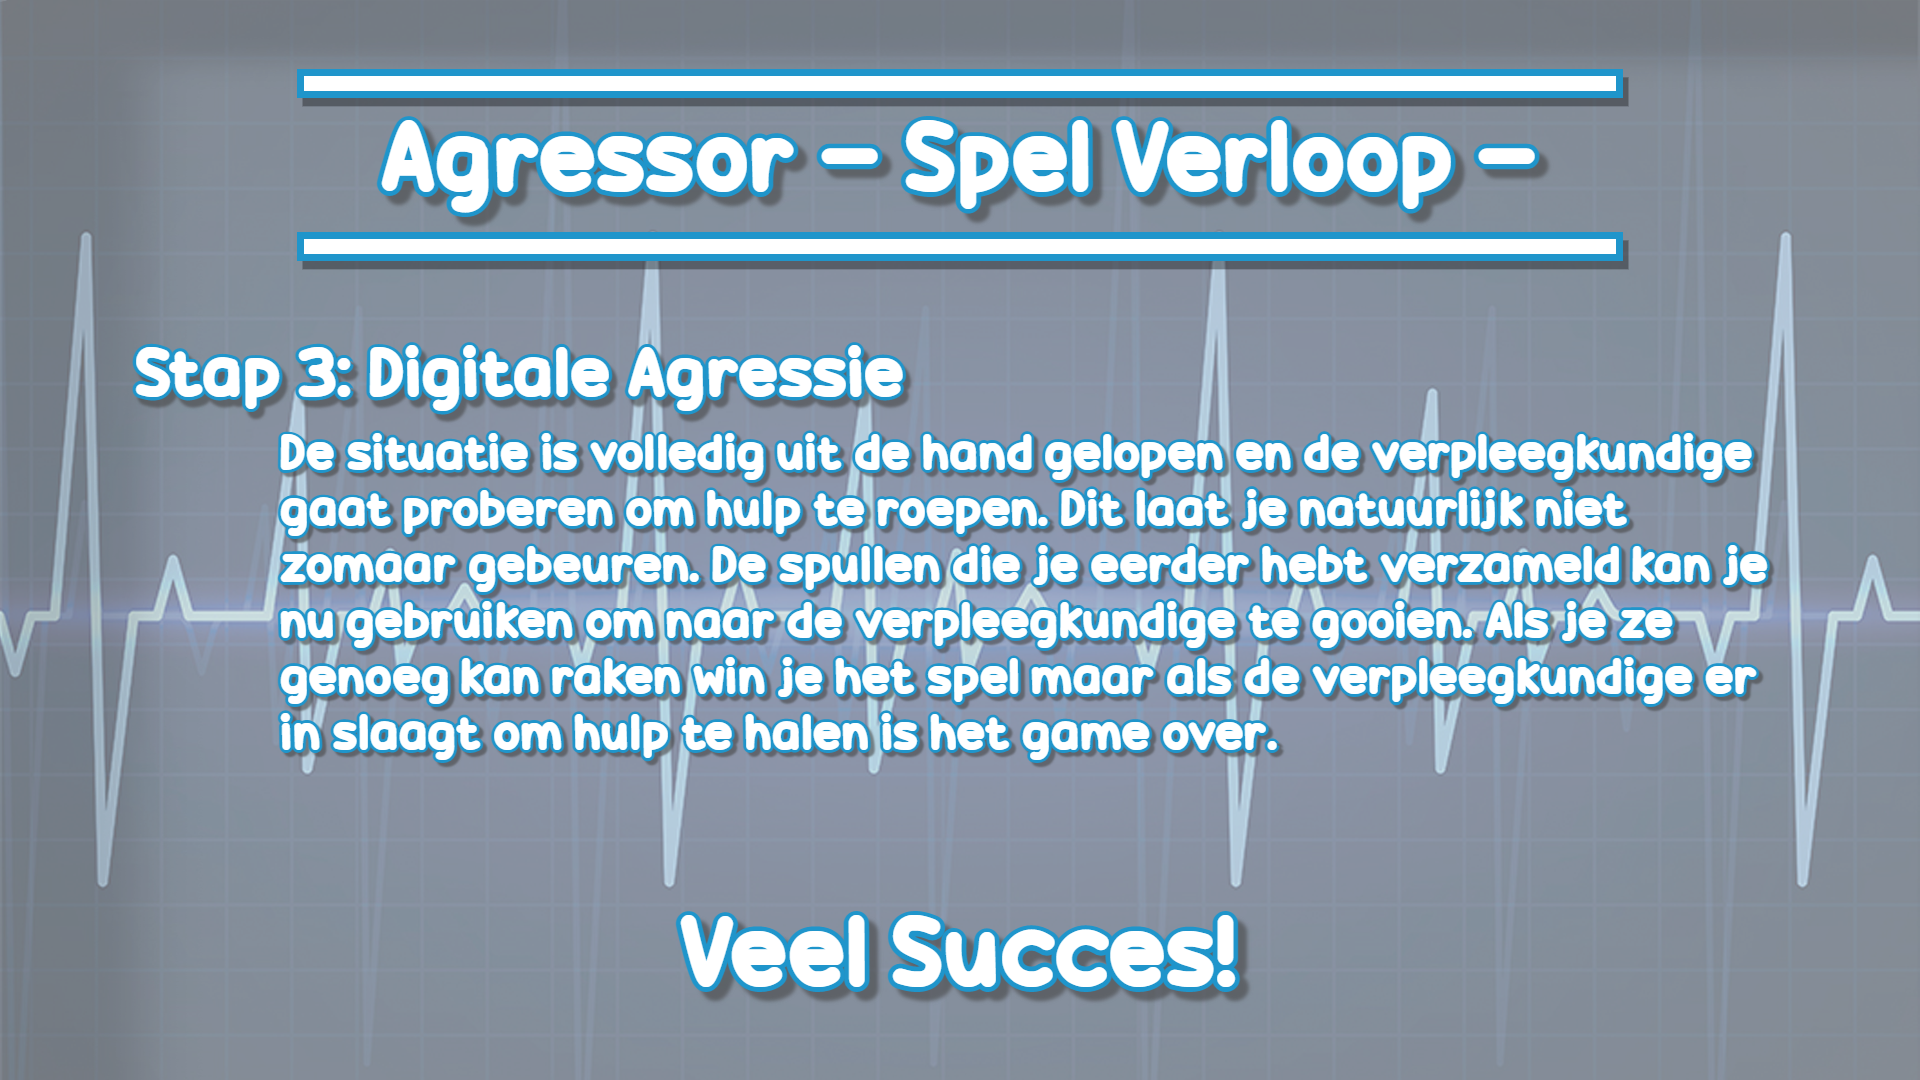 Agressor – Spel Verloop –
Stap 3: Digitale Agressie
De situatie is volledig uit de hand gelopen en de verpleegkundige
gaat proberen om hulp te roepen. Dit laat je natuurlijk niet
zomaar gebeuren. De spullen die je eerder hebt verzameld kan je
nu gebruiken om naar de verpleegkundige te gooien. Als je ze
genoeg kan raken win je het spel maar als de verpleegkundige er
in slaagt om hulp te halen is het game over.
Veel Succes!